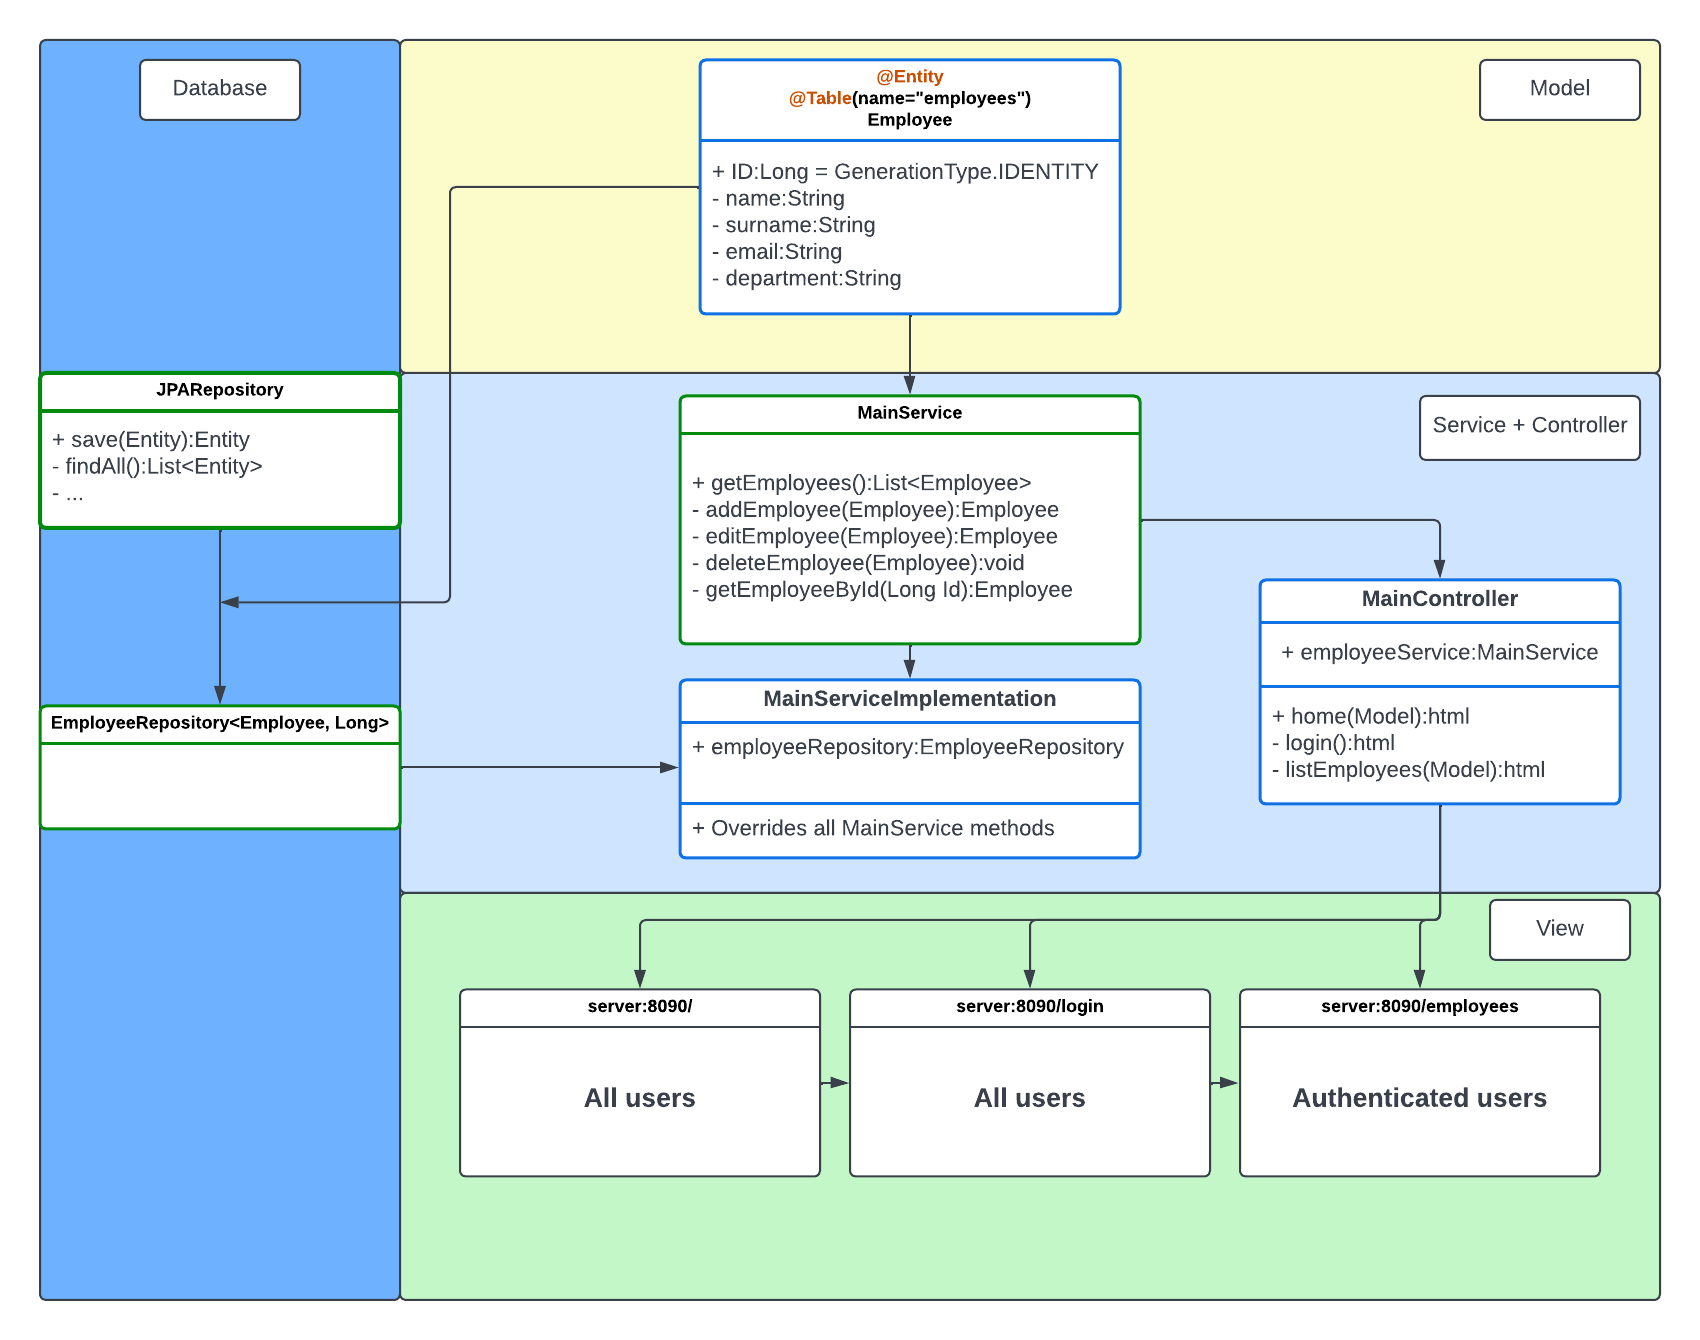 Database
@Entity
@Table(name="employees")
Employee
+ ID:Long = GenerationType.IDENTITY
- name:String
- surname:String
- email:String
- department:String
Model
JPARepository
+ save(Entity):Entity
- findAll():List<Entity>
- ...
MainService
+ getEmployees():List<Employee>
- addEmployee(Employee):Employee
- editEmployee(Employee):Employee
- deleteEmployee(Employee):void
- getEmployeeById(Long Id):Employee
Service + Controller
MainController
+ employeeService:MainService
+ home(Model):html
- login():html
- listEmployees(Model):html
EmployeeRepository<Employee, Long>
MainServiceImplementation
+ employeeRepository:EmployeeRepository
+ Overrides all MainService methods
View
server:8090/
All users
server:8090/login
All users
server:8090/employees
Authenticated users